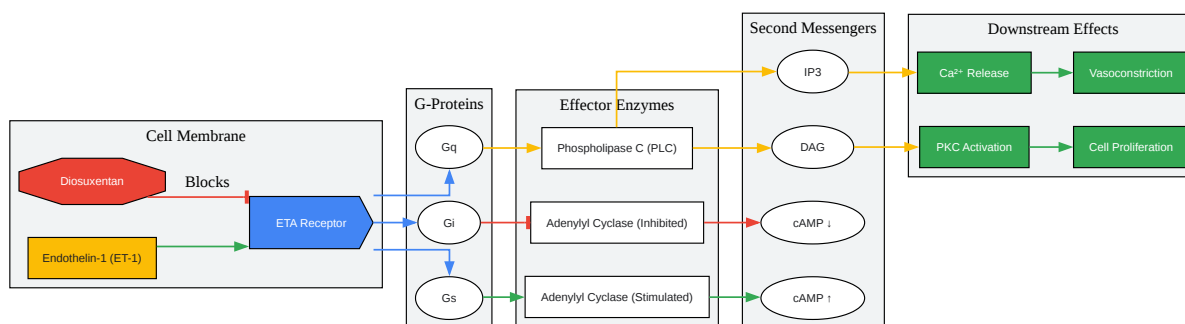 Cell Membrane
Diosuxentan
Blocks
ETA Receptor
Endothelin-1 (ET-1)
G-Proteins
Gq
Gi
Gs
Effector Enzymes
Phospholipase C (PLC)
Adenylyl Cyclase (Inhibited)
Adenylyl Cyclase (Stimulated)
Second Messengers
IP3
DAG
cAMP ↓
cAMP ↑
Downstream Effects
Ca²⁺ Release
Vasoconstriction
PKC Activation
Cell Proliferation